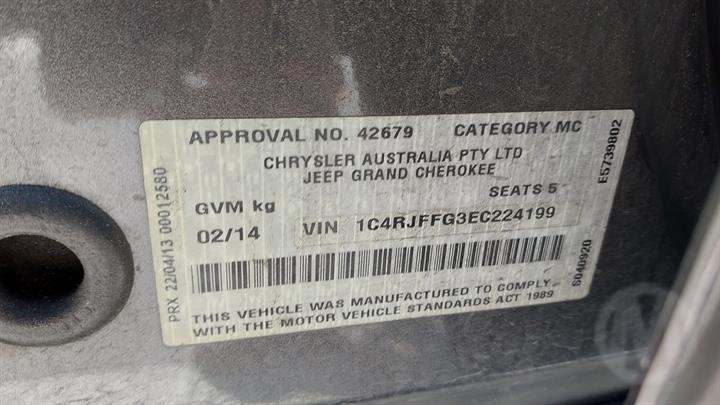 APPROVAL NO. 42679 CATEGORY MC
CHRYSLER AUSTRALIA PTY LTD
JEEP GRAND CHEROKEE
SEATS 5
GVM kg
02/14 VIN 1C4RJFFG3EC224199
THIS VEHICLE WAS MANUFACTURED TO COMPLY
WITH THE MOTOR VEHICLE STANDARDS ACT 1989
PRX 22/04/13 00012580
E5739802
S040920